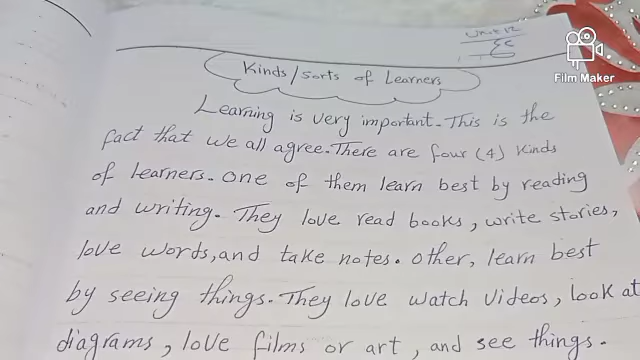 Unit 12
Film Maker
Kinds/Sorts of Learners
Learning is very important. This is the
fact that we all agree. There are four (4) kinds
of learners. One of them learn best by reading
and writing. They love read books, write stories,
love words, and take notes. Other, learn best
by seeing things. They love watch videos, look at
diagrams, love films or art, and see things.